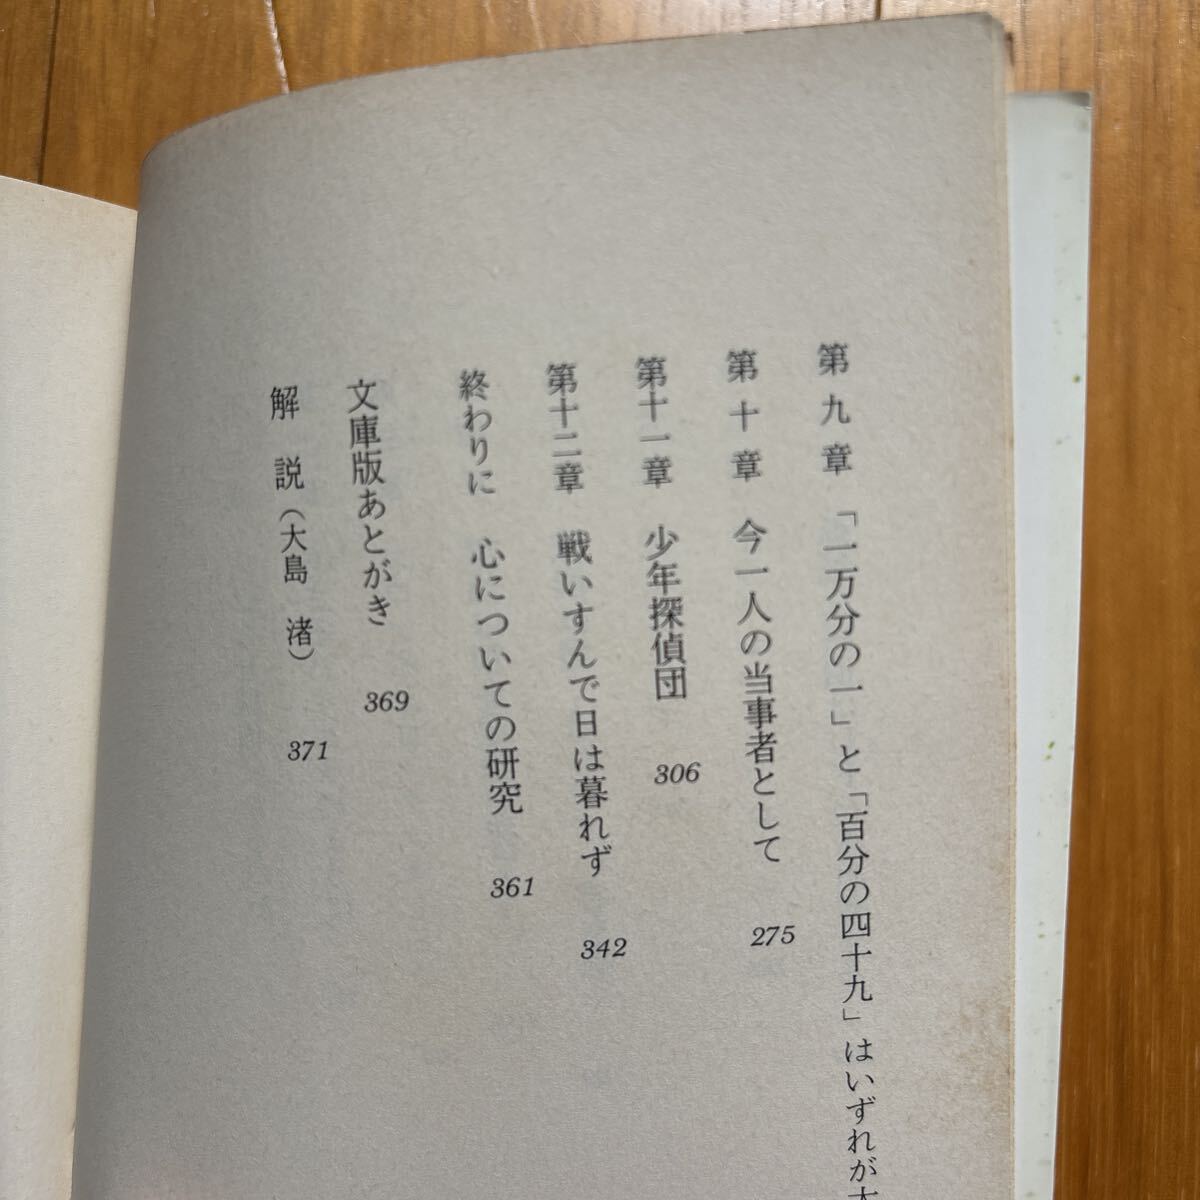 第九章 「一万分の一」と「百分の四十九」はいずれが
第十章 今一人の当事者として 275
第十一章 少年探偵団 306
第十二章 戦いすんで日は暮れず 342
終わりに 心についての研究 361
文庫版あとがき 369
解説(大島 渚) 371